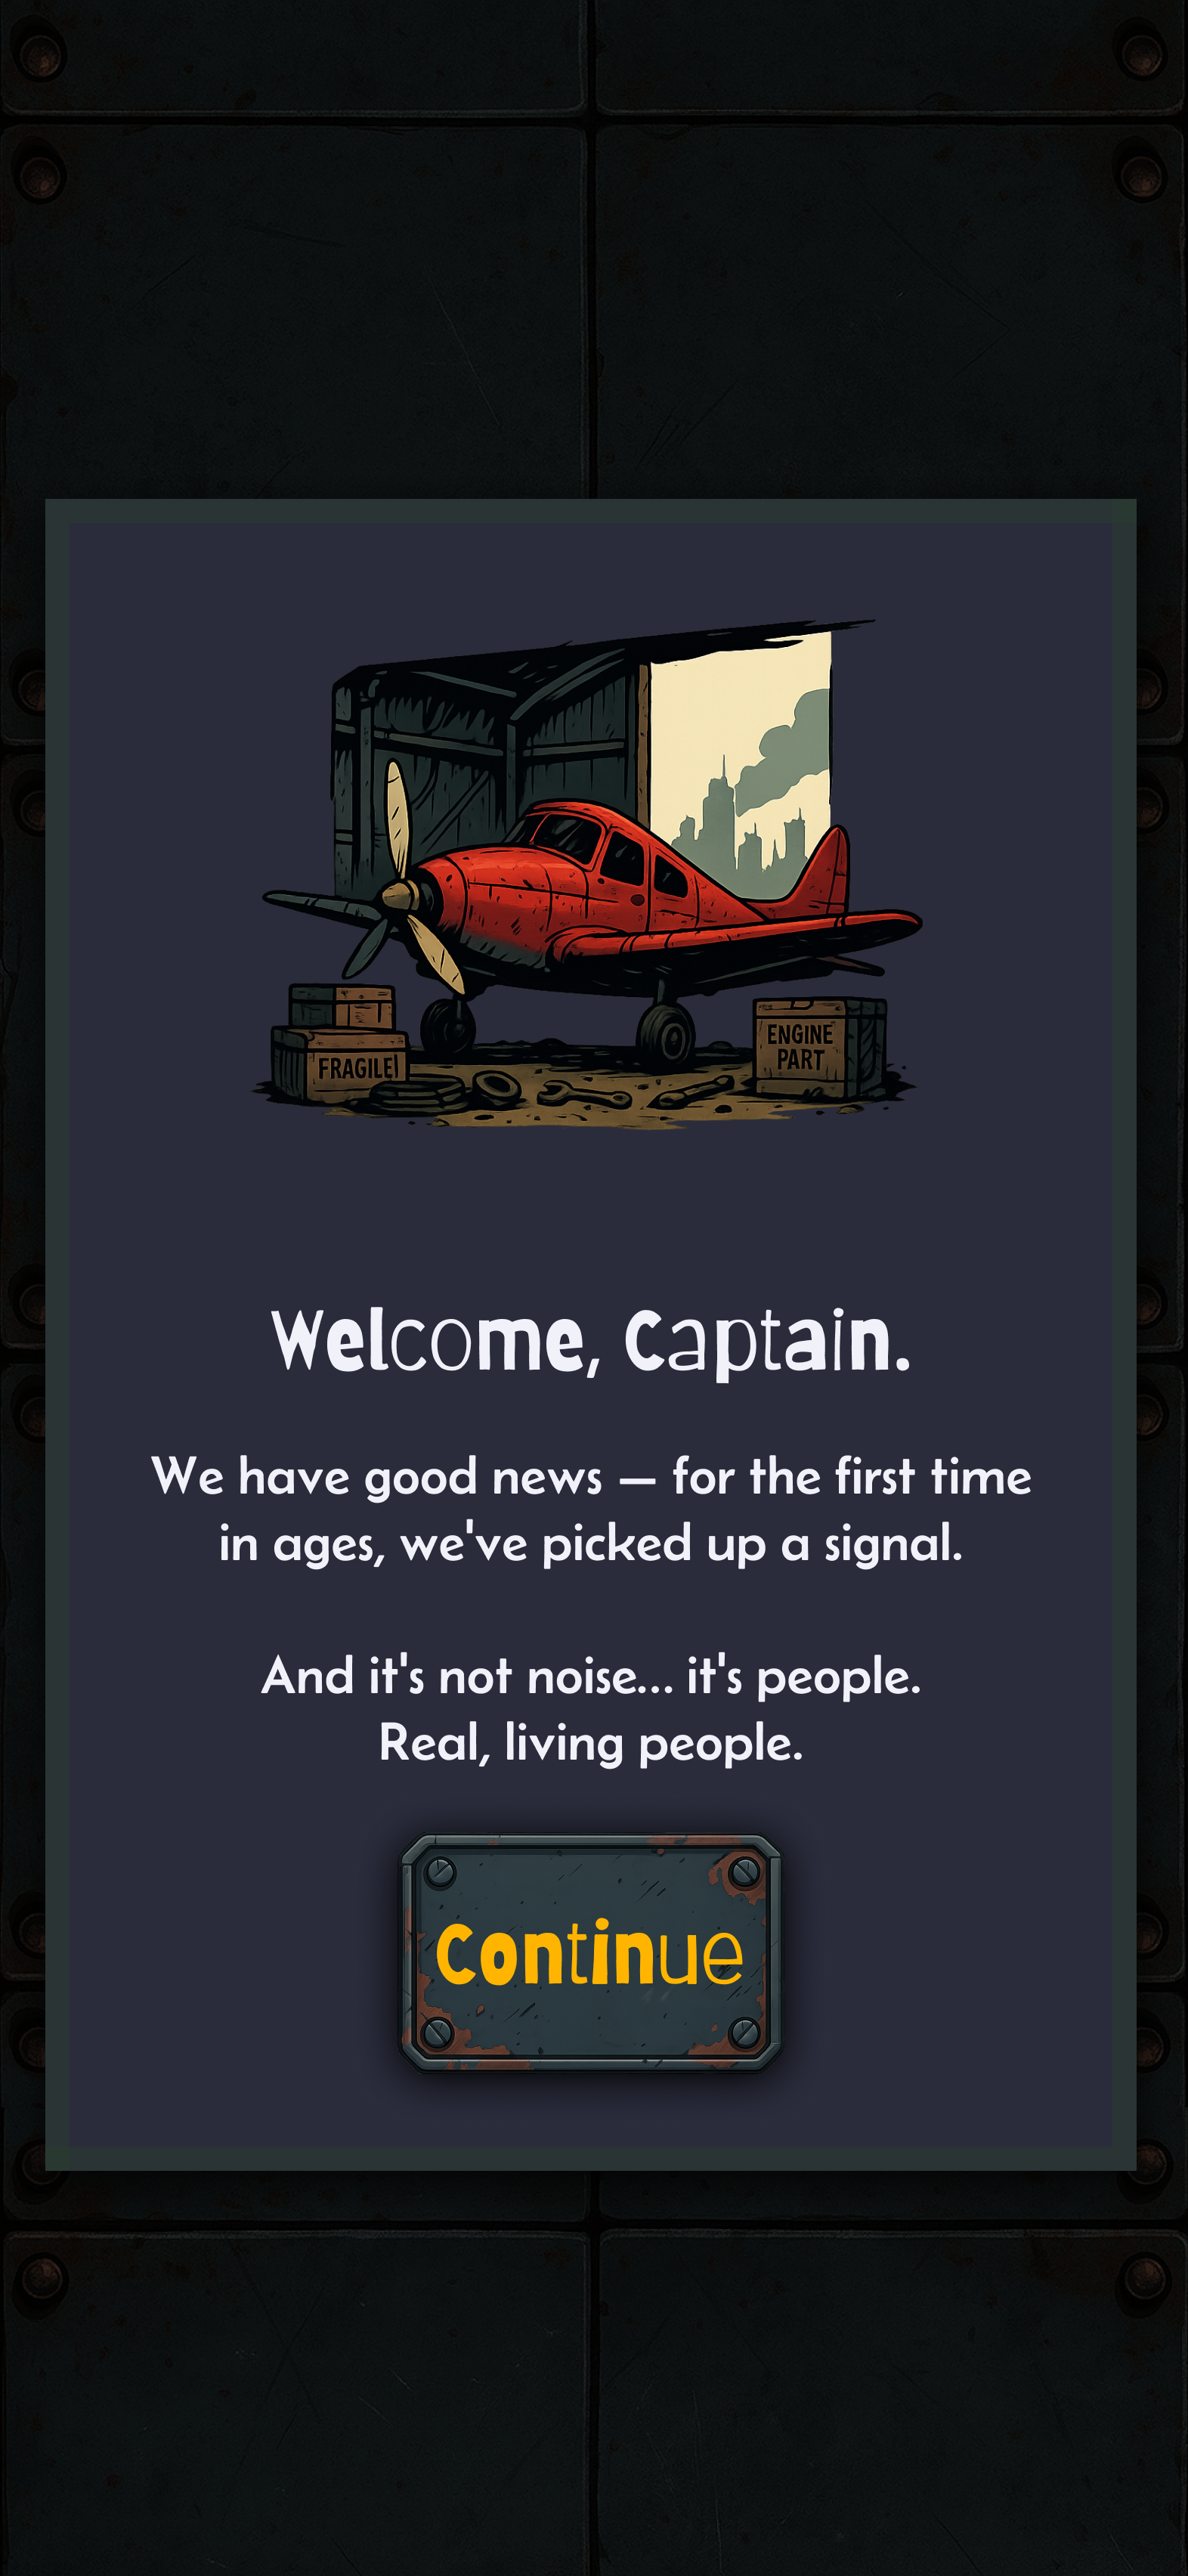 FRAGILE!
ENGINE
PART
Welcome, Captain.
We have good news – for the first time
in ages, we've picked up a signal.
And it's not noise... it's people.
Real, living people.
Continue